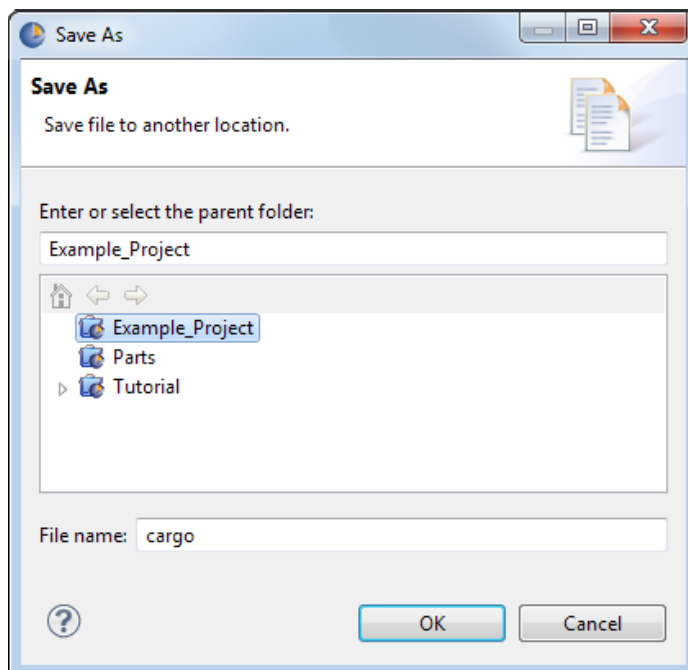 Save As
Save As
Save file to another location.
Enter or select the parent folder:
Example_Project
Example_Project
Parts
Tutorial
File name: cargo
? OK Cancel